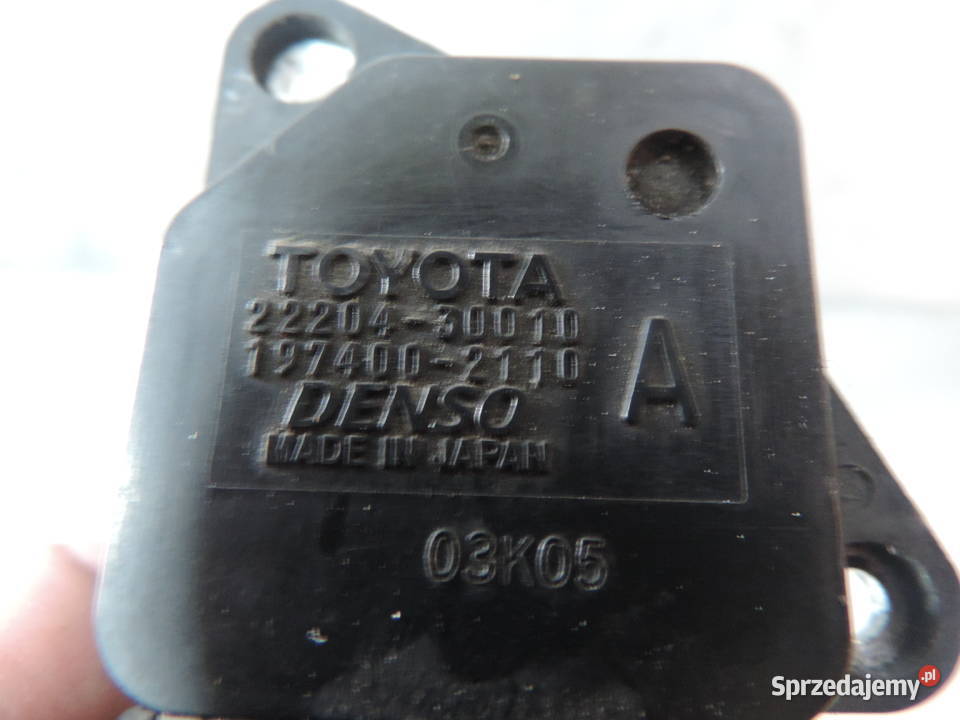 TOYOTA
22204-30010
197400-2110
DENSO
MADE IN JAPAN
A
03K05
Sprzedajemy.pl